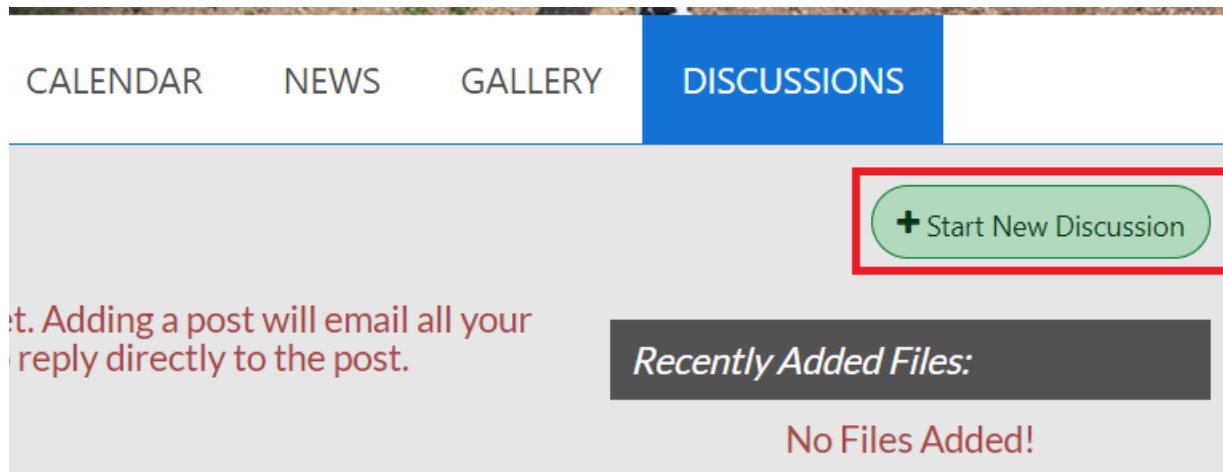 CALENDAR NEWS GALLERY DISCUSSIONS
+ Start New Discussion
et. Adding a post will email all your
reply directly to the post.
Recently Added Files:
No Files Added!